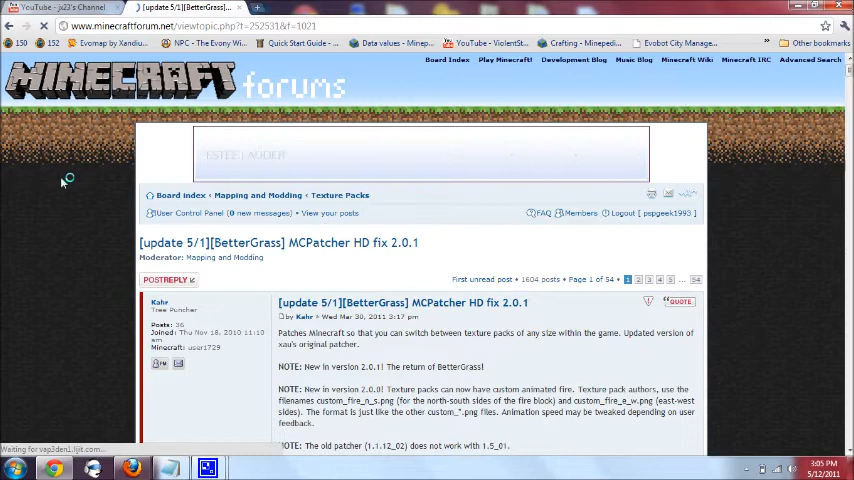 YouTube - jx23's Channel
[update 5/1][BetterGrass]...
www.minecraftforum.net/viewtopic.php?t=252531&f=1021
150
152
Evomap by Xandiu...
NPC - The Evony Wi...
Quick Start Guide - ...
Data values - Minep...
YouTube - ViolentSt...
Crafting - Minepedi...
Evobot City Manage...
»
Other bookmarks
MINECRAFT forums
Board Index
Play Minecraft!
Development Blog
Music Blog
Minecraft Wiki
Minecraft IRC
Advanced Search
ESTEE LAUDER
Board index ‹ Mapping and Modding ‹ Texture Packs
User Control Panel (0 new messages) • View your posts
FAQ Members Logout [ pspgeek1993 ]
[update 5/1][BetterGrass] MCPatcher HD fix 2.0.1
Moderator: Mapping and Modding
POSTREPLY
First unread post • 1604 posts • Page 1 of 54 • 1 2 3 4 5 ... 54
Kahr
Tree Puncher
Posts: 36
Joined: Thu Nov 18, 2010 11:10
am
Minecraft: user1729
PM
[update 5/1][BetterGrass] MCPatcher HD fix 2.0.1
QUOTE
by Kahr » Wed Mar 30, 2011 3:17 pm
Patches Minecraft so that you can switch between texture packs of any size within the game. Updated version of
xau's original patcher.
NOTE: New in version 2.0.1! The return of BetterGrass!
NOTE: New in version 2.0.0! Texture packs can now have custom animated fire. Texture pack authors, use the
filenames custom_fire_n_s.png (for the north-south sides of the fire block) and custom_fire_e_w.png (east-west
sides). The format is just like the other custom_*.png files. Animation speed may be tweaked depending on user
feedback.
NOTE: The old patcher (1.1.12_02) does not work with 1.5_01.
Waiting for vap3den1.lijit.com...
3:05 PM
5/12/2011